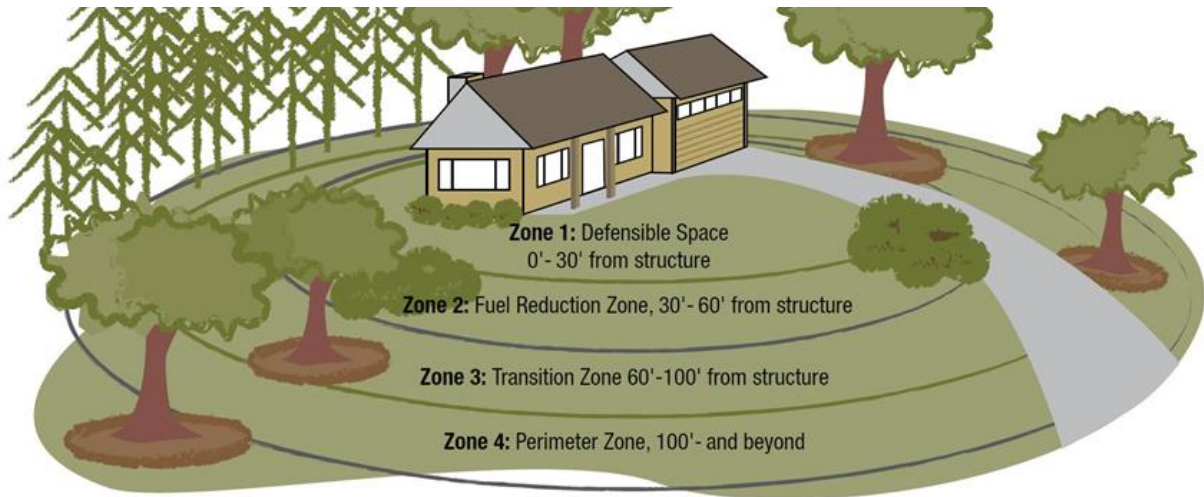 Zone 1: Defensible Space
0'- 30' from structure
Zone 2: Fuel Reduction Zone, 30'- 60' from structure
Zone 3: Transition Zone 60'-100' from structure
Zone 4: Perimeter Zone, 100'- and beyond